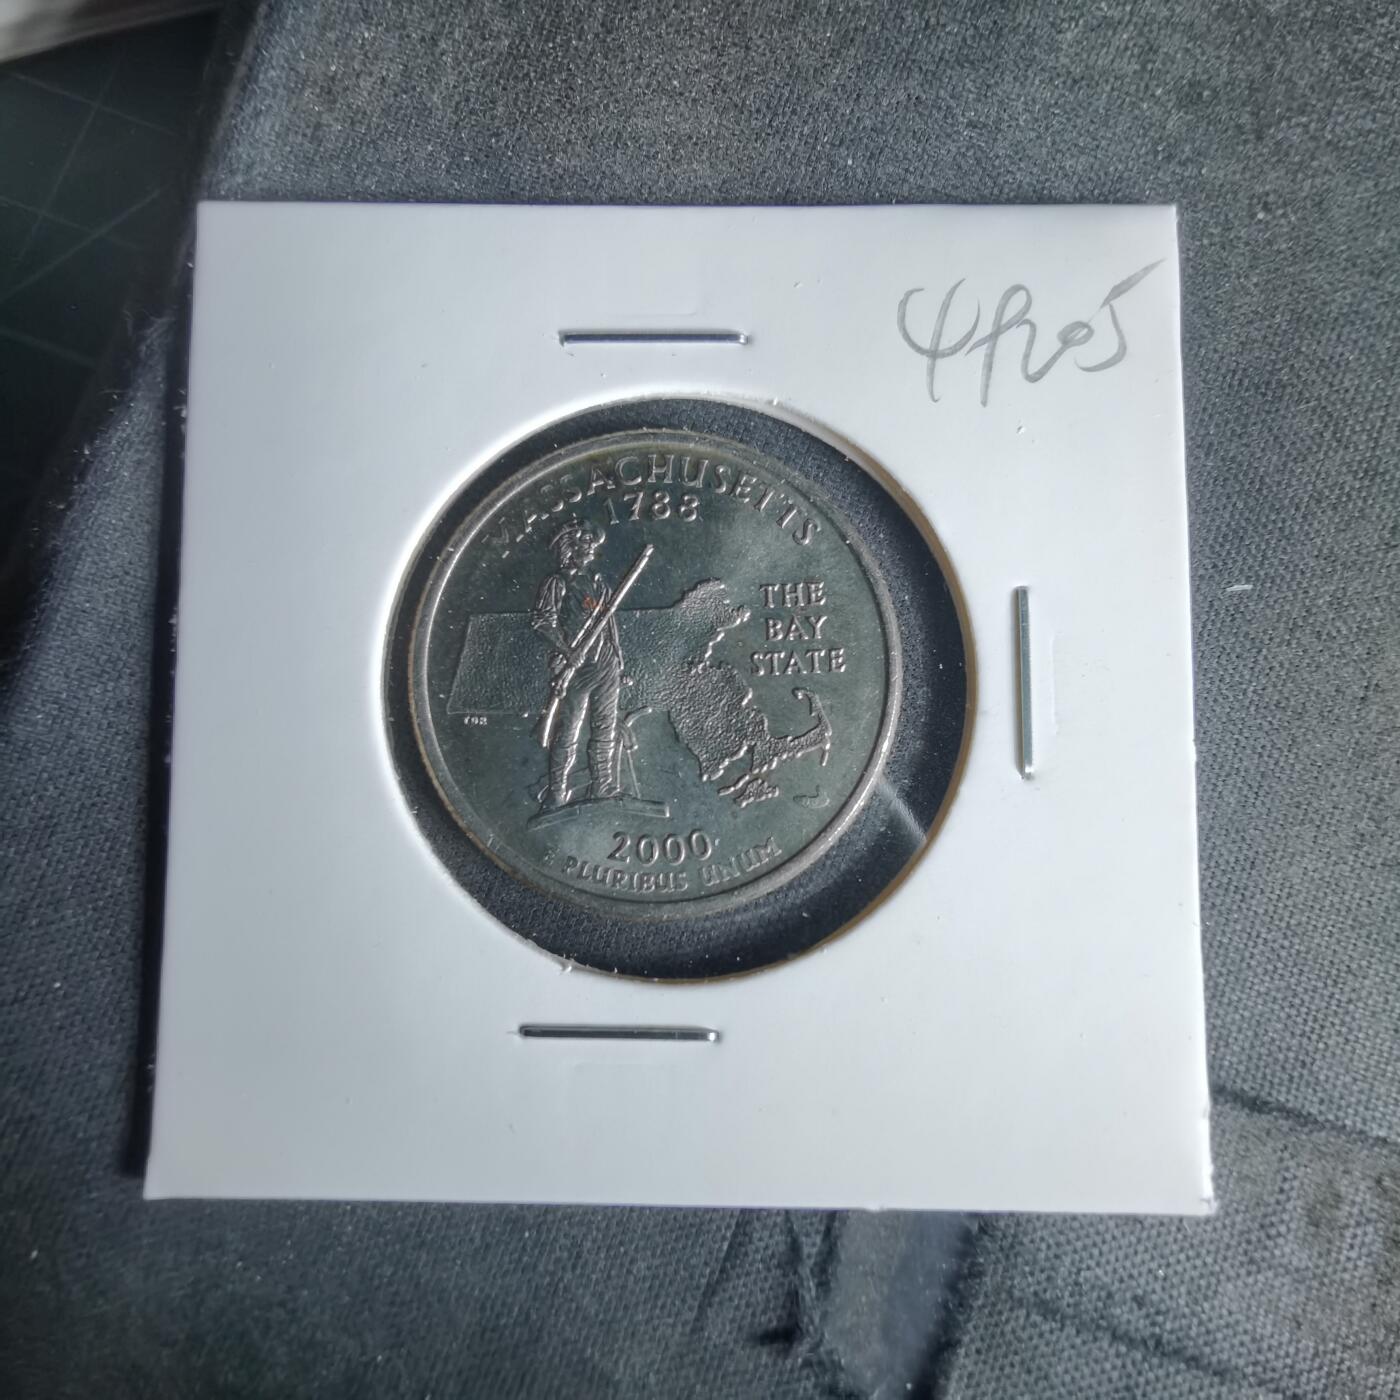 MASSACHUSETTS
1788
THE
BAY
STATE
2000
E PLURIBUS UNUM